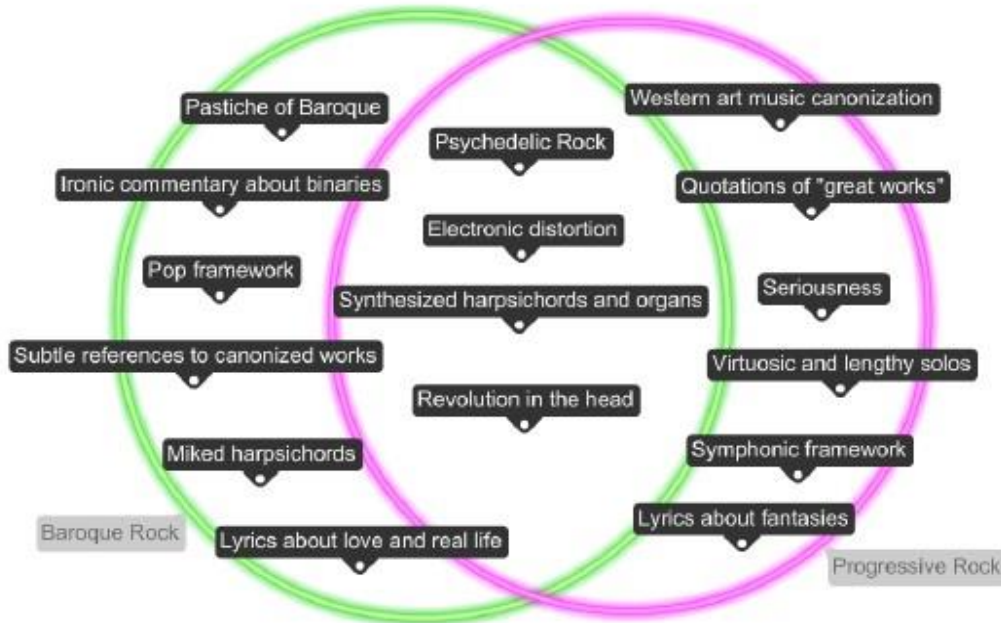 Pastiche of Baroque
Ironic commentary about binaries
Pop framework
Subtle references to canonized works
Miked harpsichords
Lyrics about love and real life
Baroque Rock
Psychedelic Rock
Electronic distortion
Synthesized harpsichords and organs
Revolution in the head
Western art music canonization
Quotations of "great works"
Seriousness
Virtuosic and lengthy solos
Symphonic framework
Lyrics about fantasies
Progressive Rock